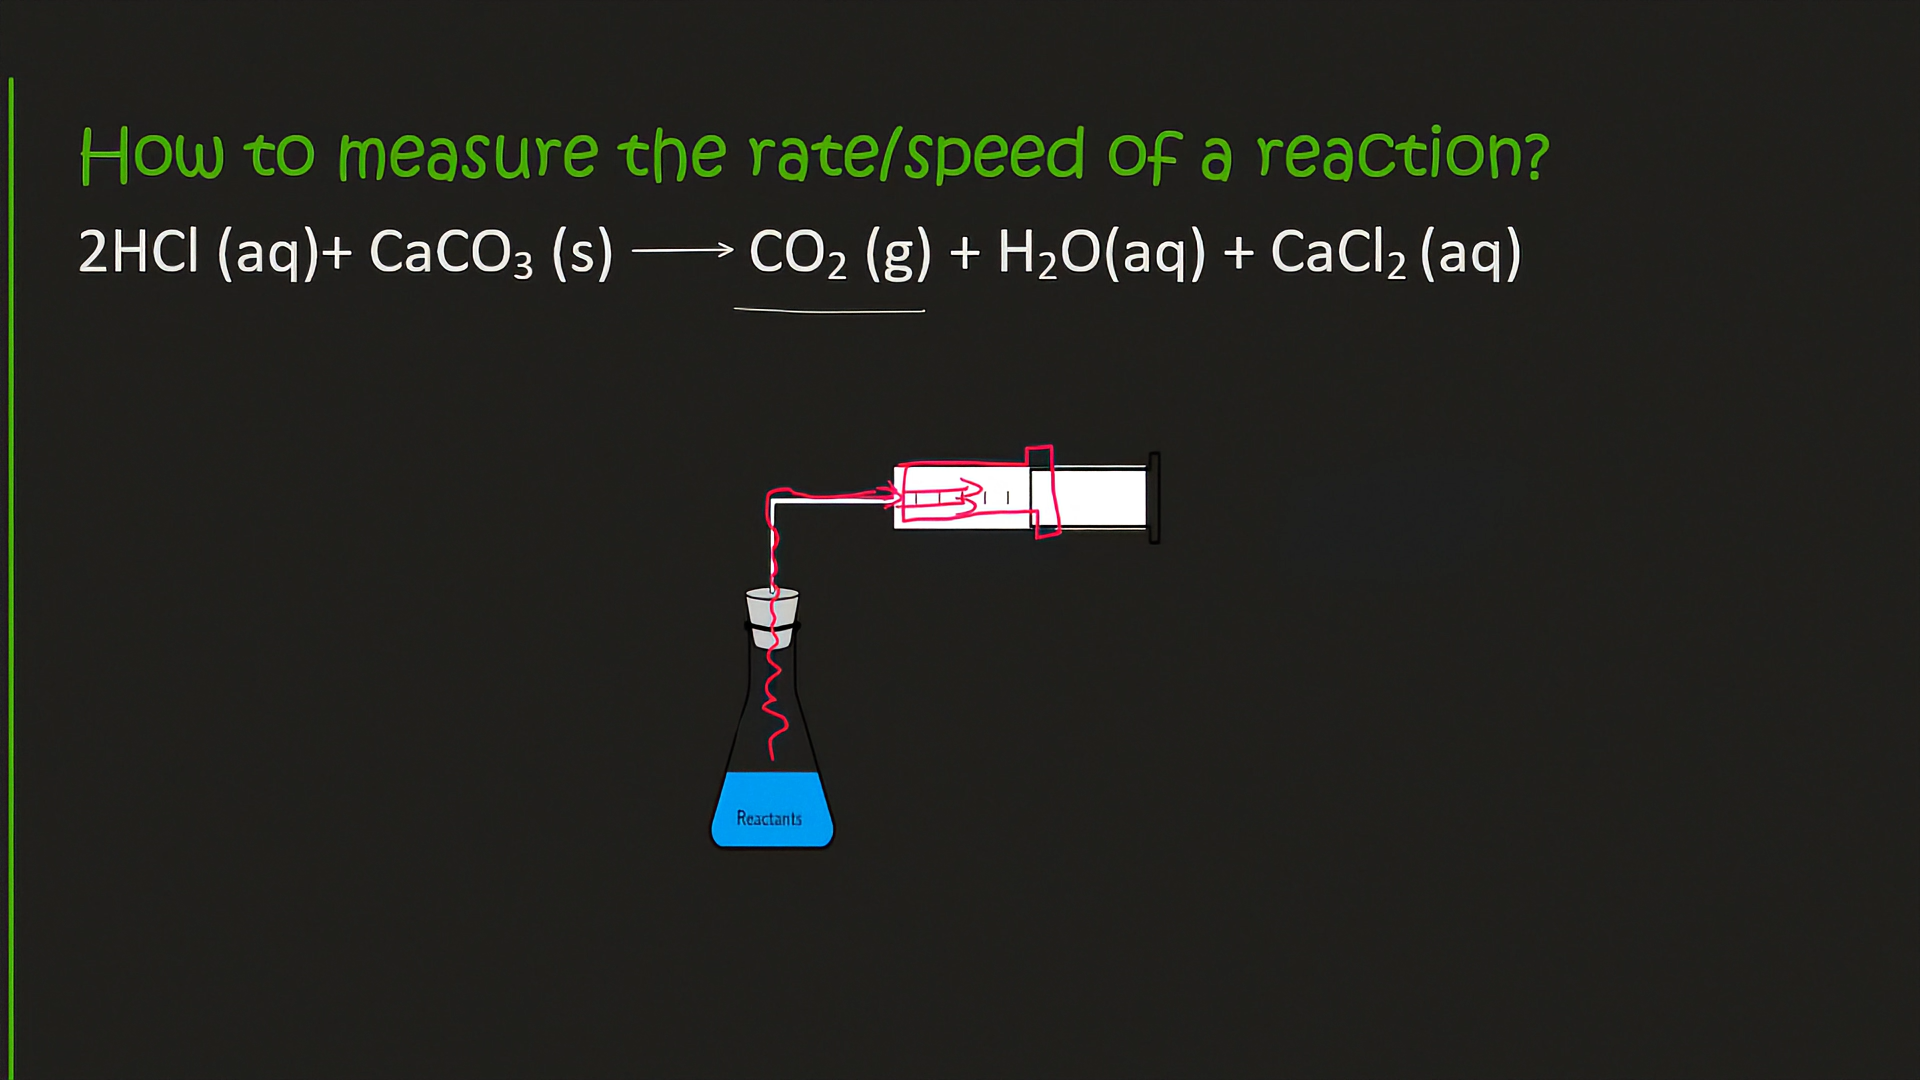 How to measure the rate/speed of a reaction?
2HCl (aq)+ CaCO₃ (s) ⟶ CO₂ (g) + H₂O(aq) + CaCl₂ (aq)
Reactants